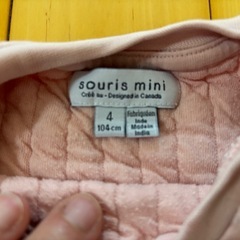 souris mini
Créé au - Designed in Canada
4
104 cm
Fabriqué en
Inde
Made in
India